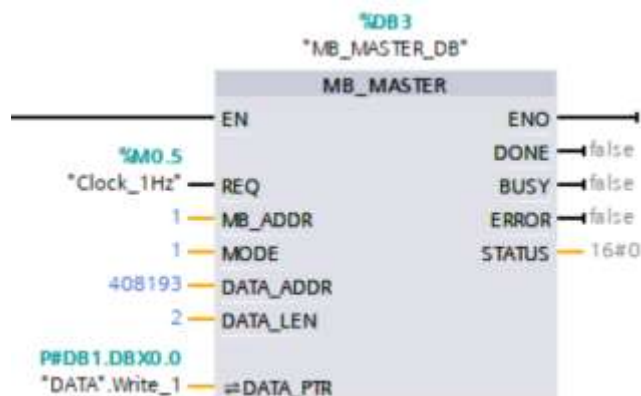 %DB3
"MB_MASTER_DB"
MB_MASTER
EN ENO
DONE false
%M0.5
"Clock_1Hz" REQ BUSY false
1 MB_ADDR ERROR false
1 MODE STATUS 16#0
408193 DATA_ADDR
2 DATA_LEN
P#DB1.DBX0.0
"DATA".Write_1 DATA_PTR